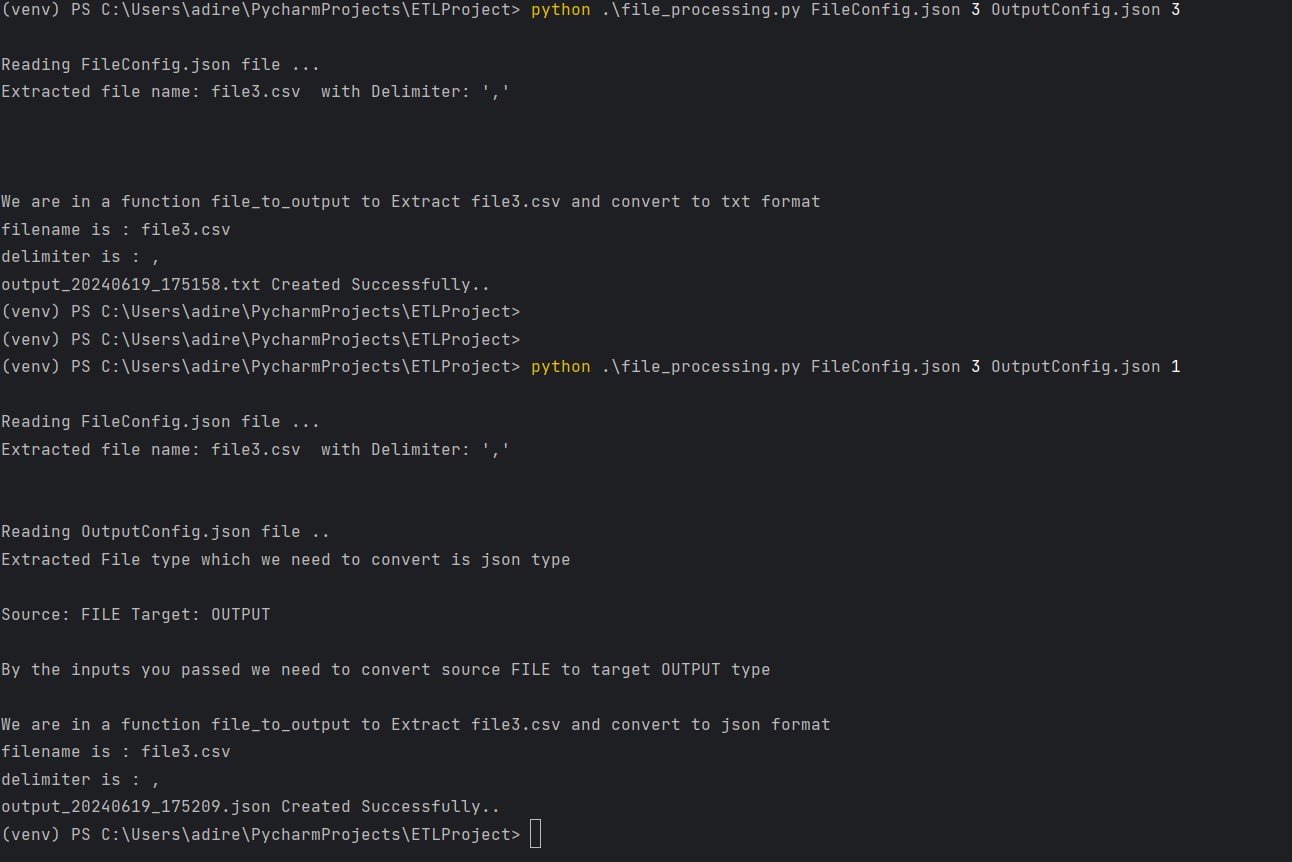 (venv) PS C:\Users\adire\PycharmProjects\ETLProject> python .\file_processing.py FileConfig.json 3 OutputConfig.json 3
Reading FileConfig.json file ...
Extracted file name: file3.csv  with Delimiter: ','
We are in a function file_to_output to Extract file3.csv and convert to txt format
filename is : file3.csv
delimiter is : ,
output_20240619_175158.txt Created Successfully..
(venv) PS C:\Users\adire\PycharmProjects\ETLProject>
(venv) PS C:\Users\adire\PycharmProjects\ETLProject>
(venv) PS C:\Users\adire\PycharmProjects\ETLProject> python .\file_processing.py FileConfig.json 3 OutputConfig.json 1
Reading FileConfig.json file ...
Extracted file name: file3.csv  with Delimiter: ','
Reading OutputConfig.json file ..
Extracted File type which we need to convert is json type
Source: FILE Target: OUTPUT
By the inputs you passed we need to convert source FILE to target OUTPUT type
We are in a function file_to_output to Extract file3.csv and convert to json format
filename is : file3.csv
delimiter is : ,
output_20240619_175209.json Created Successfully..
(venv) PS C:\Users\adire\PycharmProjects\ETLProject>